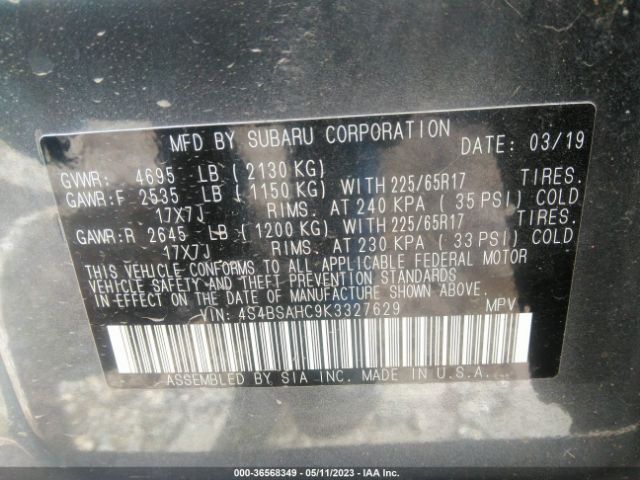 MFD BY SUBARU CORPORATION DATE: 03/19
GVWR: 4695 LB (2130 KG)
GAWR:F 2535 LB (1150 KG) WITH 225/65R17 TIRES.
17X7J RIMS. AT 240 KPA (35 PSI) COLD
GAWR:R 2645 LB (1200 KG) WITH 225/65R17 TIRES.
17X7J RIMS. AT 230 KPA (33 PSI) COLD
THIS VEHICLE CONFORMS TO ALL APPLICABLE FEDERAL MOTOR
VEHICLE SAFETY AND THEFT PREVENTION STANDARDS
IN EFFECT ON THE DATE OF MANUFACTURE SHOWN ABOVE.
VIN: 4S4BSAHC9K3327629 MPV
ASSEMBLED BY SIA INC. MADE IN U.S.A.
000-36568349 - 05/11/2023 - IAA Inc.